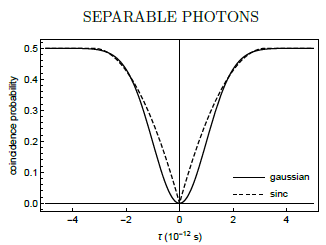 SEPARABLE PHOTONS
coincidence probability
0.5
0.4
0.3
0.2
0.1
0.0
gaussian
sinc
-4 -2 0 2 4
τ (10⁻¹² s)